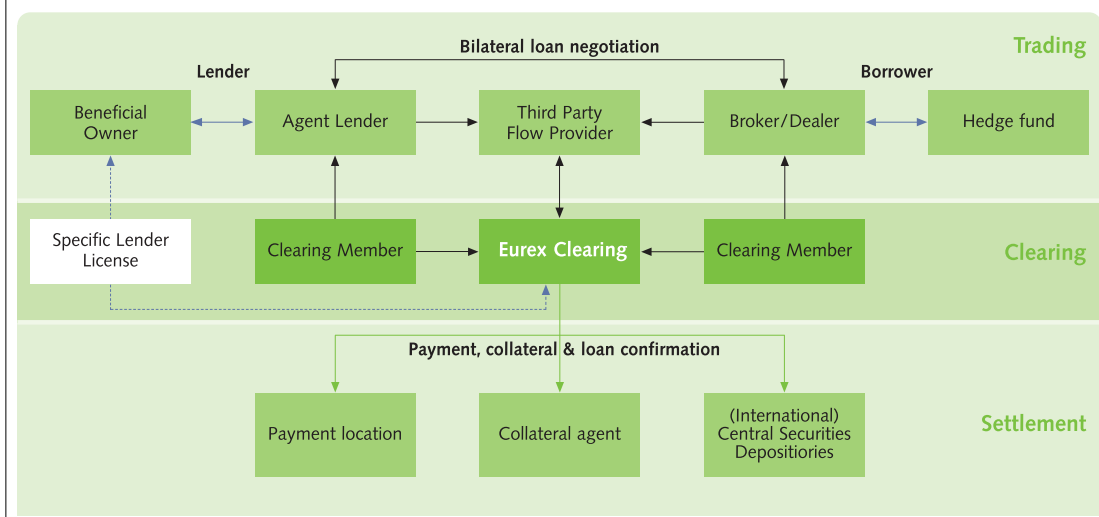 Trading
Bilateral loan negotiation
Lender
Borrower
Beneficial
Owner
Agent Lender
Third Party
Flow Provider
Broker/Dealer
Hedge fund
Specific Lender
License
Clearing Member
Eurex Clearing
Clearing Member
Clearing
Payment, collateral & loan confirmation
Payment location
Collateral agent
(International)
Central Securities
Depositiories
Settlement